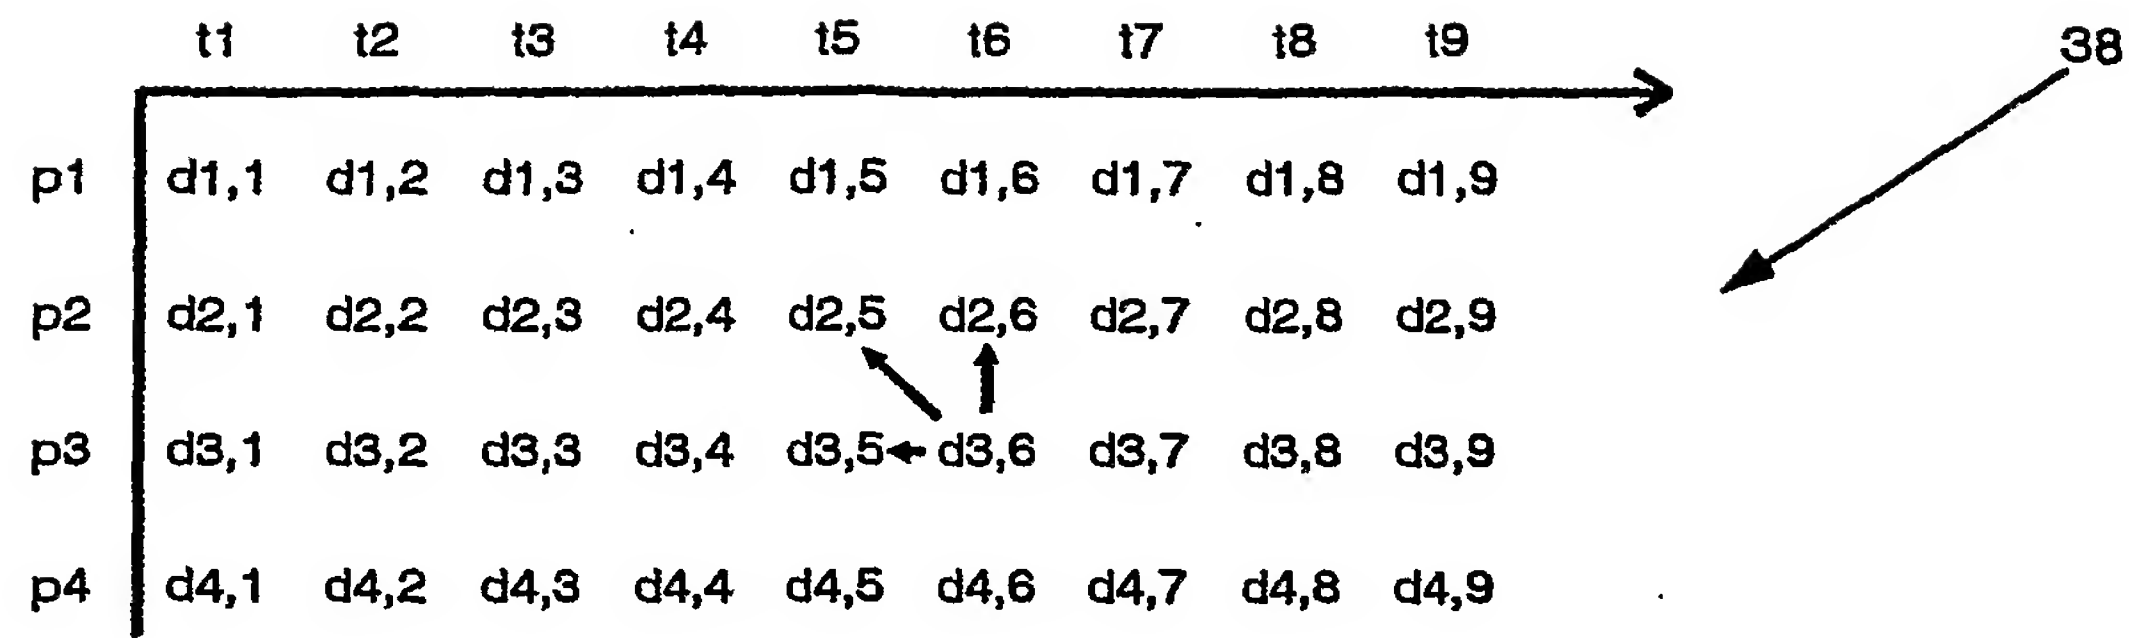 t1 t2 t3 t4 t5 t6 t7 t8 t9 38
p1 d1,1 d1,2 d1,3 d1,4 d1,5 d1,6 d1,7 d1,8 d1,9
p2 d2,1 d2,2 d2,3 d2,4 d2,5 d2,6 d2,7 d2,8 d2,9
p3 d3,1 d3,2 d3,3 d3,4 d3,5 d3,6 d3,7 d3,8 d3,9
p4 d4,1 d4,2 d4,3 d4,4 d4,5 d4,6 d4,7 d4,8 d4,9